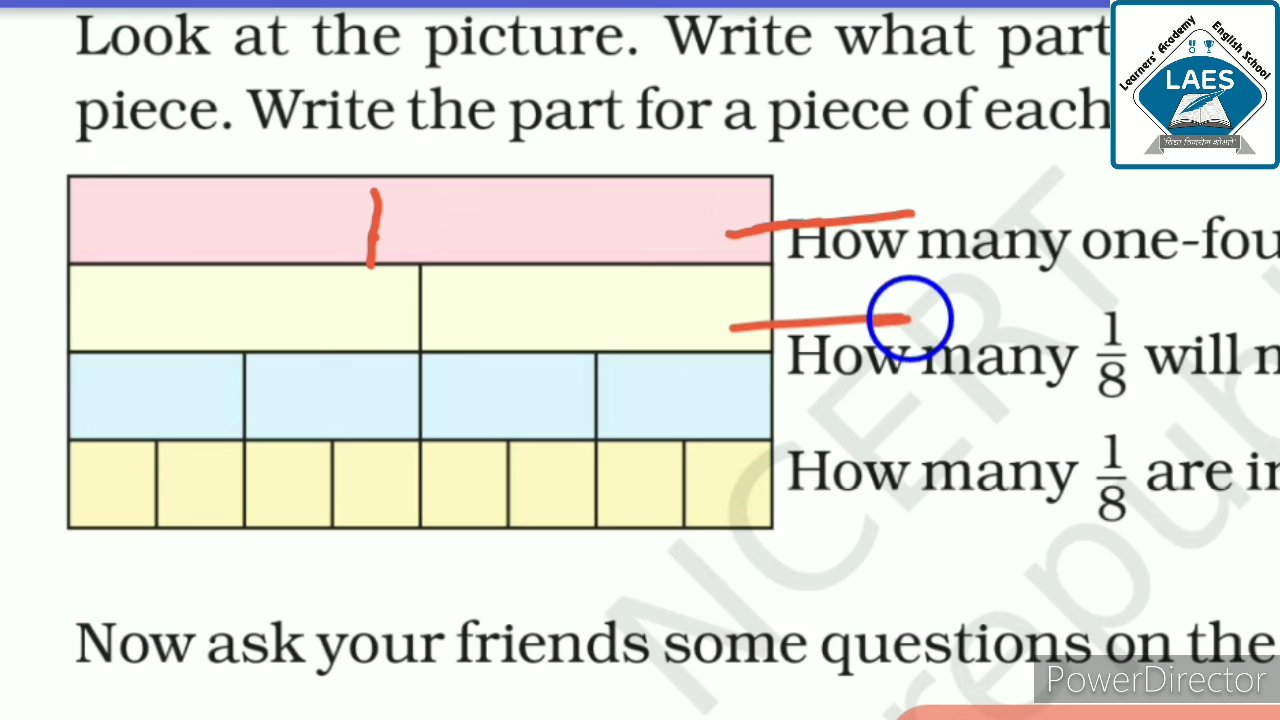 Look at the picture. Write what part
piece. Write the part for a piece of each
Learners' Academy English School
LAES
1
How many one-fou
How many 1/8 will m
How many 1/8 are in
NCERT
republ
Now ask your friends some questions on the
PowerDirector